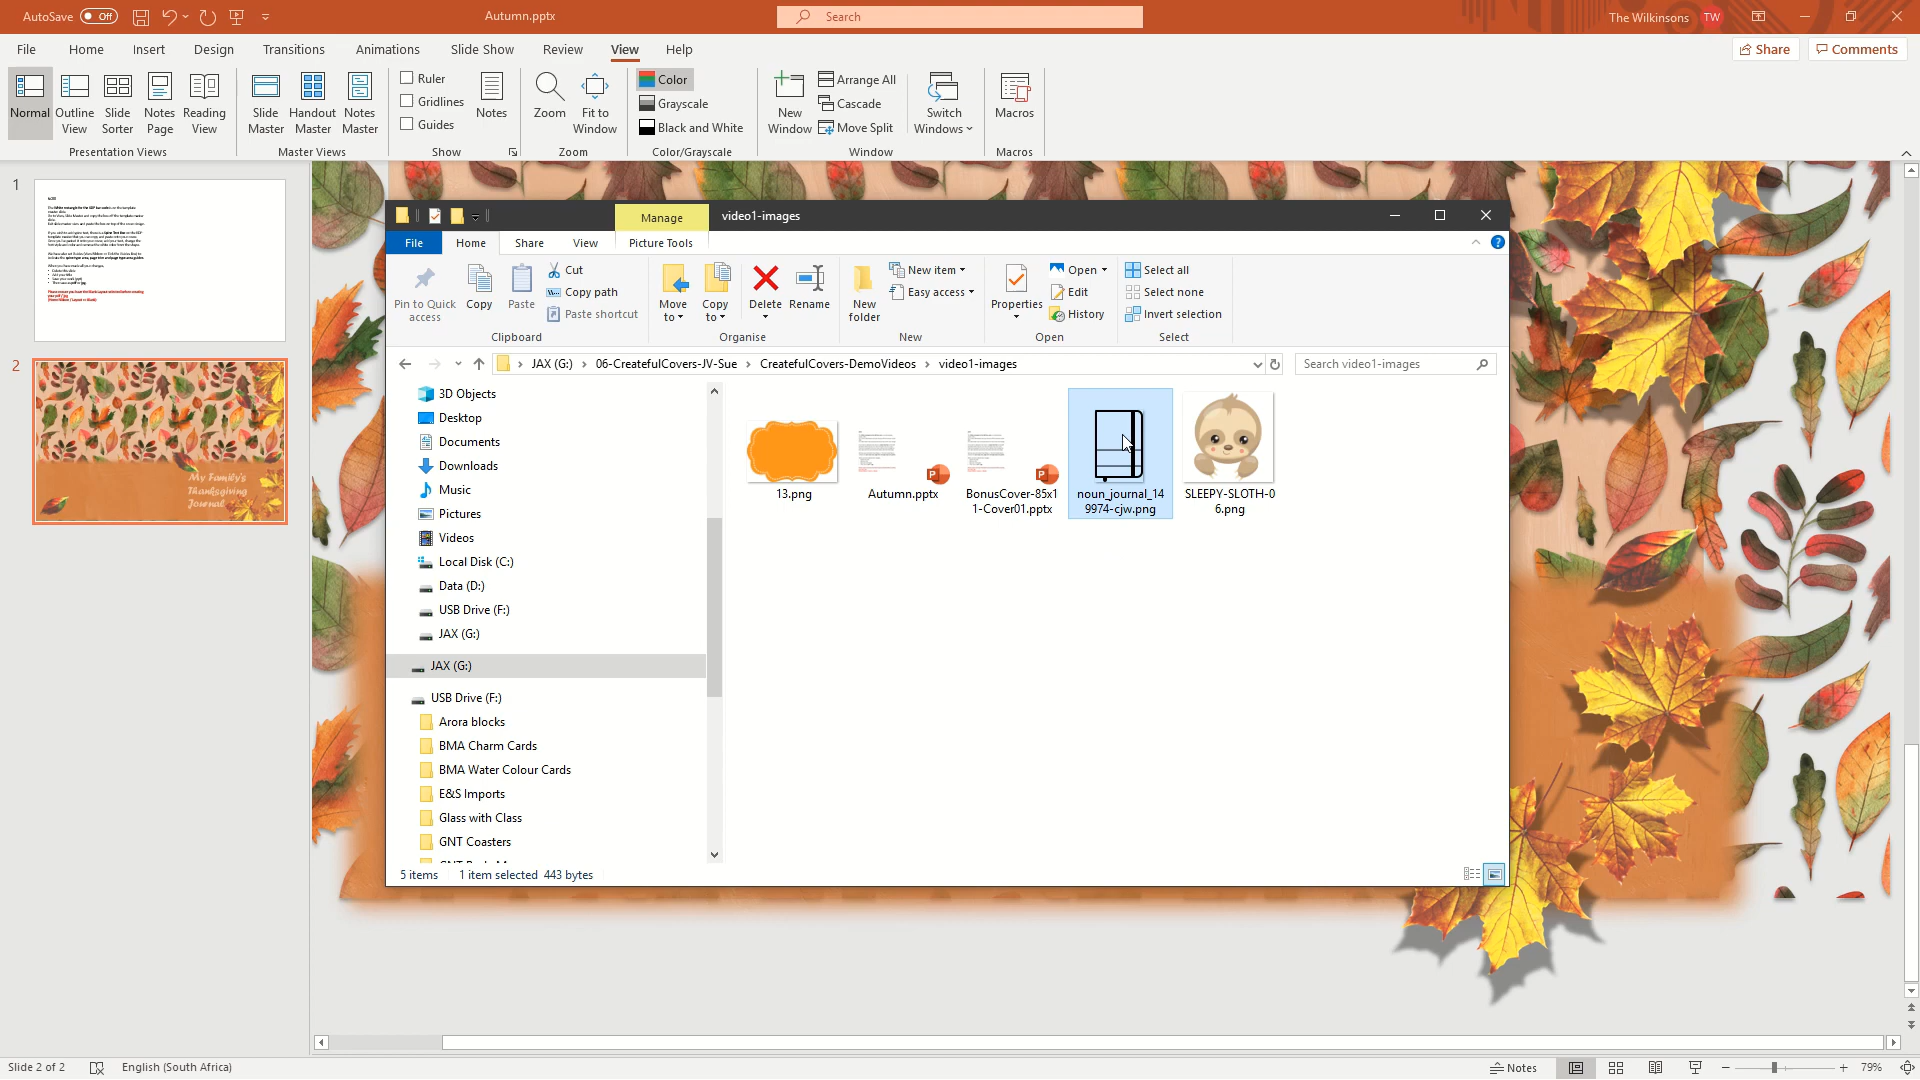 AutoSave Off
Autumn.pptx
Search
The Wilkinsons TW
File Home Insert Design Transitions Animations Slide Show Review View Help
Share Comments
Normal
Outline View
Slide Sorter
Notes Page
Reading View
Presentation Views
Slide Master
Handout Master
Notes Master
Master Views
Ruler
Gridlines
Guides
Notes
Show
Zoom
Fit to Window
Zoom
Color
Grayscale
Black and White
Color/Grayscale
New Window
Arrange All
Cascade
Move Split
Switch Windows
Window
Macros
Macros
1
2
My Family's
Thanksgiving
Journal
Manage video1-images
File Home Share View Picture Tools
Pin to Quick access
Copy
Paste
Cut
Copy path
Paste shortcut
Clipboard
Move to
Copy to
Delete
Rename
Organise
New folder
New item
Easy access
New
Properties
Open
Edit
History
Open
Select all
Select none
Invert selection
Select
JAX (G:) › 06-CreatefulCovers-JV-Sue › CreatefulCovers-DemoVideos › video1-images
Search video1-images
3D Objects
Desktop
Documents
Downloads
Music
Pictures
Videos
Local Disk (C:)
Data (D:)
USB Drive (F:)
JAX (G:)
JAX (G:)
USB Drive (F:)
Arora blocks
BMA Charm Cards
BMA Water Colour Cards
E&S Imports
Glass with Class
GNT Coasters
13.png
Autumn.pptx
BonusCover-85x1
1-Cover01.pptx
noun_journal_14
9974-cjw.png
SLEEPY-SLOTH-0
6.png
5 items 1 item selected 443 bytes
Slide 2 of 2 English (South Africa)
Notes 79%